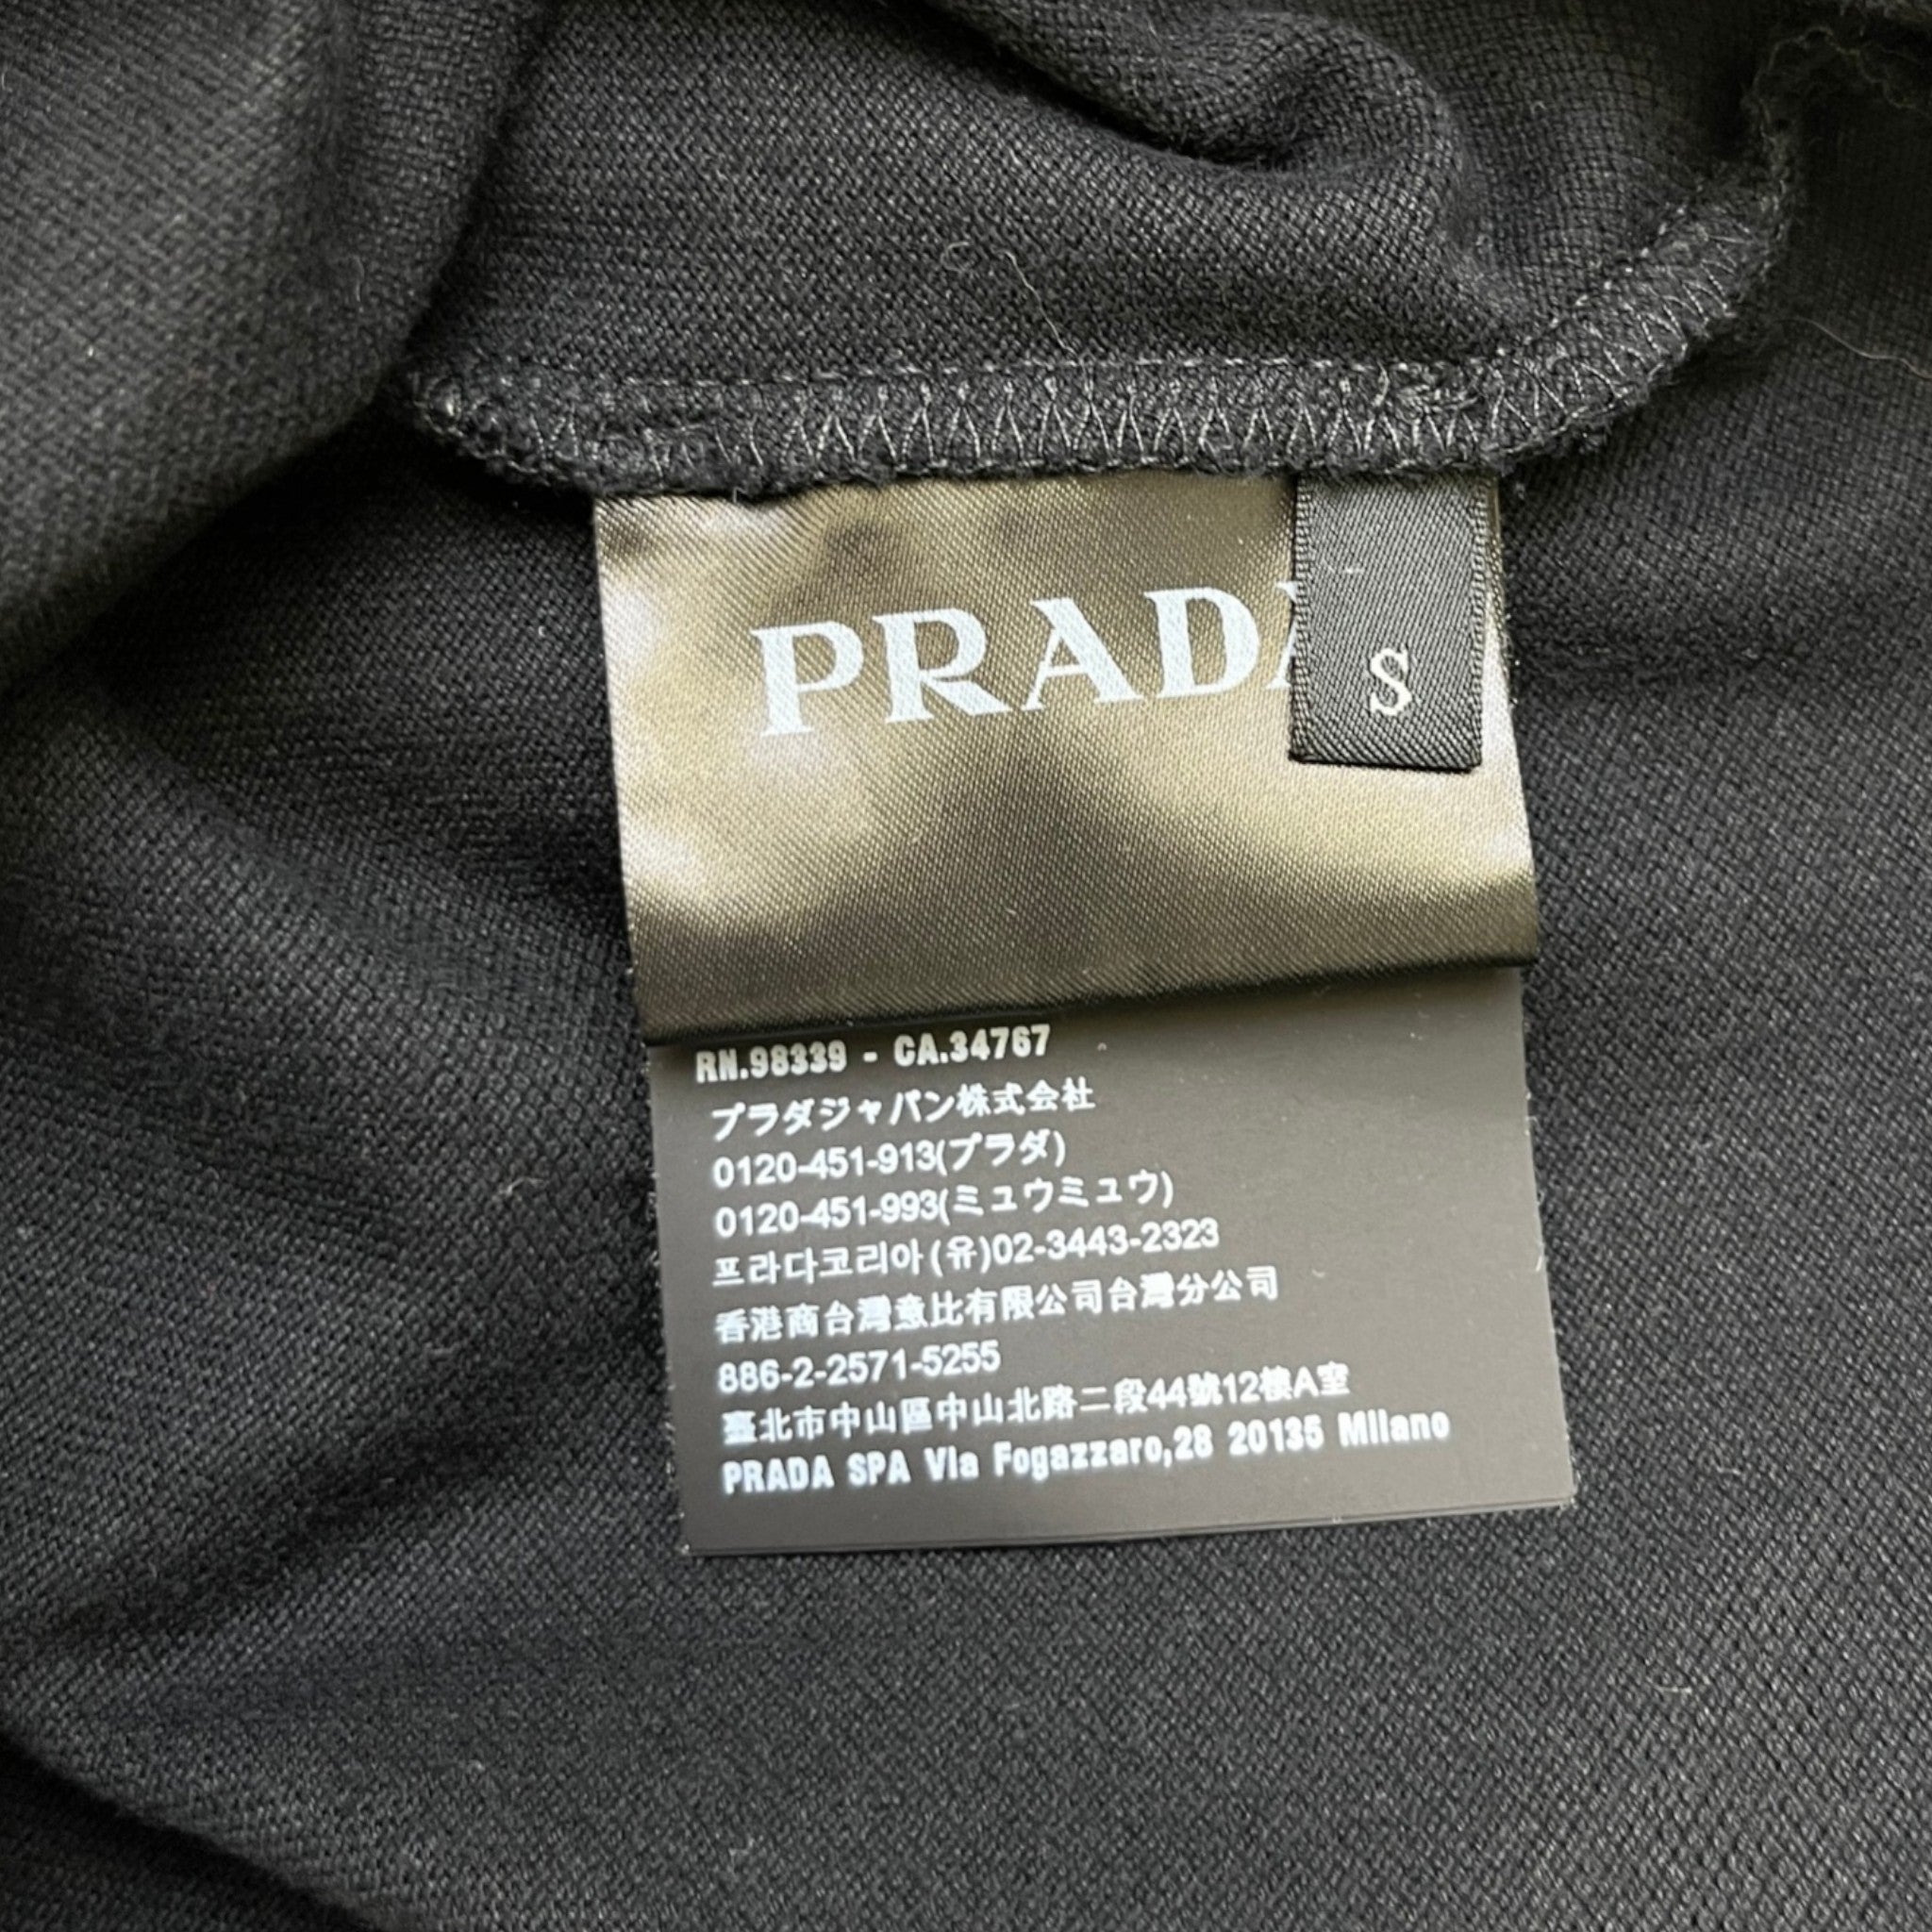 PRADA
S
RN.98339 - CA.34767
プラダジャパン株式会社
0120-451-913(プラダ)
0120-451-993(ミュウミュウ)
프라다코리아(유)02-3443-2323
香港商台灣意比有限公司台灣分公司
886-2-2571-5255
臺北市中山區中山北路二段44號12樓A室
PRADA SPA Via Fogazzaro,28 20135 Milano